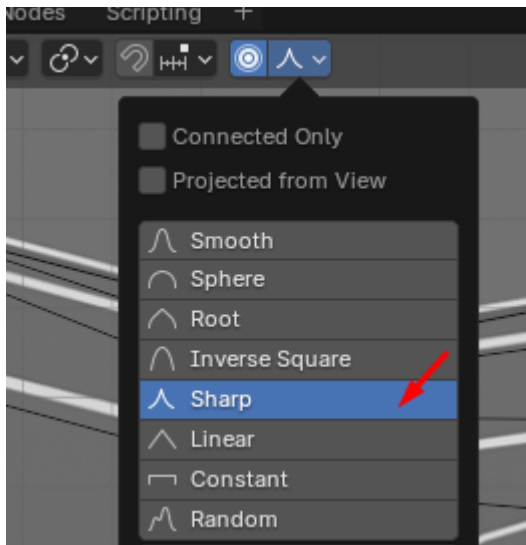 Nodes Scripting +
Connected Only
Projected from View
Smooth
Sphere
Root
Inverse Square
Sharp
Linear
Constant
Random